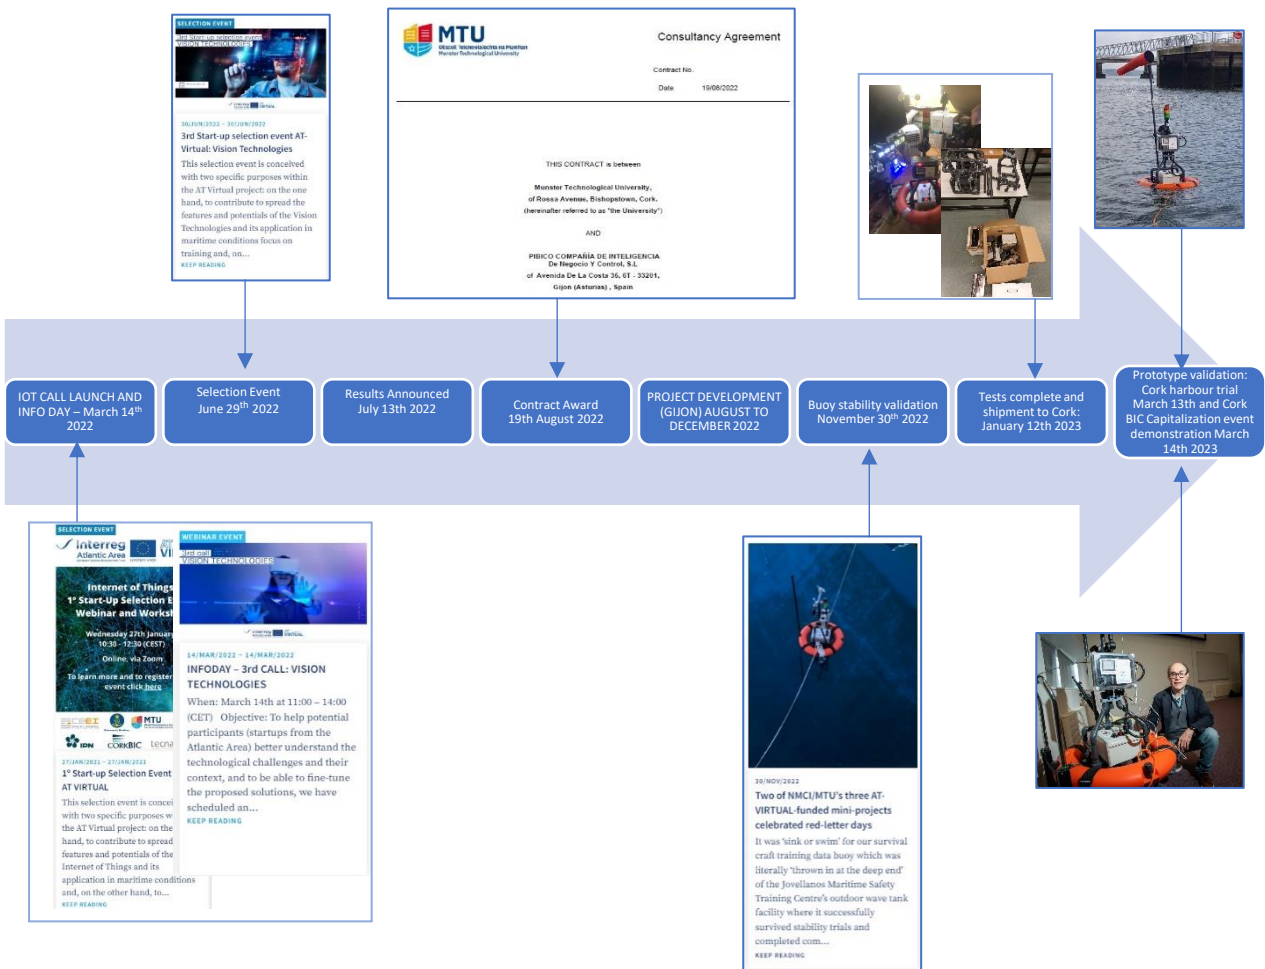 SELECTION EVENT
3rd Start-up selection event
VISION TECHNOLOGIES
30/JUN/2022 – 30/JUN/2022
3rd Start-up selection event AT-
Virtual: Vision Technologies
This selection event is conceived
with two specific purposes within
the AT Virtual project: on the one
hand, to contribute to spread the
features and potentials of the Vision
Technologies and its application in
maritime conditions focus on
training and, on...
KEEP READING
MTU
Ollscoil Teicneolaíochta na Mumhan
Munster Technological University
Consultancy Agreement
Contract No.
Date 19/08/2022
THIS CONTRACT is between
Munster Technological University,
of Rossa Avenue, Bishopstown, Cork.
(hereinafter referred to as "the University")
AND
PIBICO COMPAÑÍA DE INTELIGENCIA
De Negocio Y Control, S.L
of Avenida De La Costa 35, 6T - 33201,
Gijon (Asturias) , Spain
IOT CALL LAUNCH AND
INFO DAY – March 14th
2022
Selection Event
June 29th 2022
Results Announced
July 13th 2022
Contract Award
19th August 2022
PROJECT DEVELOPMENT
(GIJON) AUGUST TO
DECEMBER 2022
Buoy stability validation
November 30th 2022
Tests complete and
shipment to Cork:
January 12th 2023
Prototype validation:
Cork harbour trial
March 13th and Cork
BIC Capitalization event
demonstration March
14th 2023
SELECTION EVENT
Interreg
Atlantic Area
Internet of Things
1º Start-Up Selection E
Webinar and Worksh
Wednesday 27th January
10:30 - 12:30 (CEST)
Online, via Zoom
To learn more and to register
event click here
MTU
IPN
CORKBIC
tecna
27/JAN/2021 – 27/JAN/2021
1º Start-up Selection Event
AT VIRTUAL
This selection event is concei
with two specific purposes w
the AT Virtual project: on the
hand, to contribute to spread
features and potentials of the
Internet of Things and its
application in maritime conditions
and, on the other hand, to...
KEEP READING
WEBINAR EVENT
3rd call
VISION TECHNOLOGIES
14/MAR/2022 – 14/MAR/2022
INFODAY – 3rd CALL: VISION
TECHNOLOGIES
When: March 14th at 11:00 – 14:00
(CET) Objective: To help potential
participants (startups from the
Atlantic Area) better understand the
technological challenges and their
context, and to be able to fine-tune
the proposed solutions, we have
scheduled an...
KEEP READING
30/NOV/2022
Two of NMCI/MTU's three AT-
VIRTUAL-funded mini-projects
celebrated red-letter days
It was 'sink or swim' for our survival
craft training data buoy which was
literally 'thrown in at the deep end'
of the Jovellanos Maritime Safety
Training Centre's outdoor wave tank
facility where it successfully
survived stability trials and
completed com...
KEEP READING